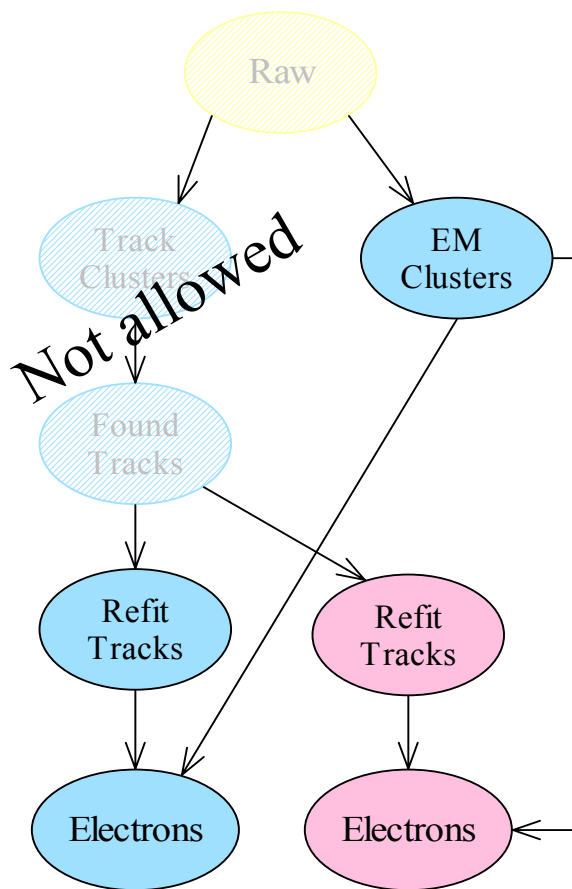 Raw
Track
Clusters
EM
Clusters
Not allowed
Found
Tracks
Refit
Tracks
Refit
Tracks
Electrons
Electrons